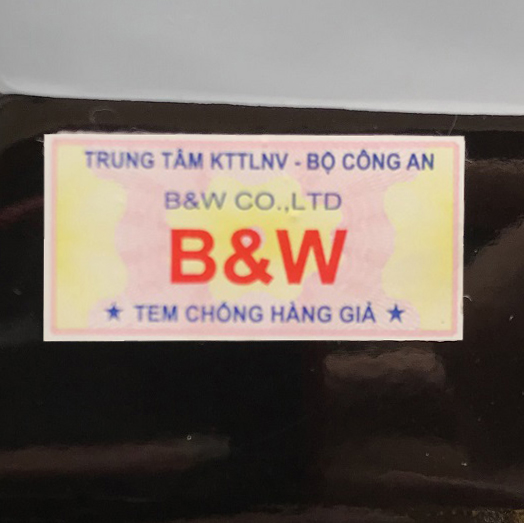 TRUNG TÂM KTTLNV - BỘ CÔNG AN
B&W CO.,LTD
B&W
★ TEM CHỐNG HÀNG GIẢ ★